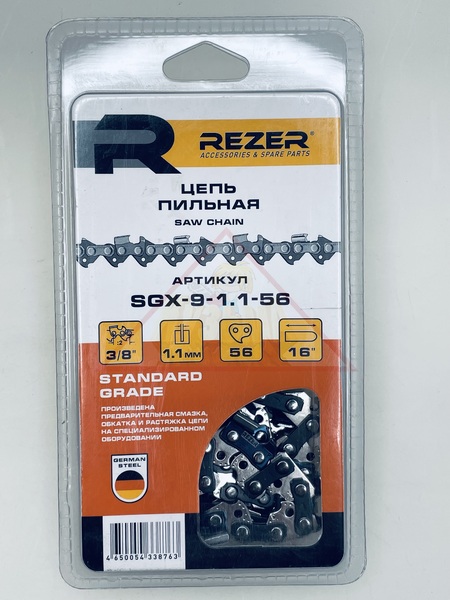 REZER®
ACCESSORIES & SPARE PARTS
ЦЕПЬ
ПИЛЬНАЯ
SAW CHAIN
АРТИКУЛ
SGX-9-1.1-56
3/8"
1.1мм
56
16"
STANDARD
GRADE
ПРОИЗВЕДЕНА
ПРЕДВАРИТЕЛЬНАЯ СМАЗКА,
ОБКАТКА И РАСТЯЖКА ЦЕПИ
НА СПЕЦИАЛИЗИРОВАННОМ
ОБОРУДОВАНИИ
GERMAN
STEEL
4 650054 338763